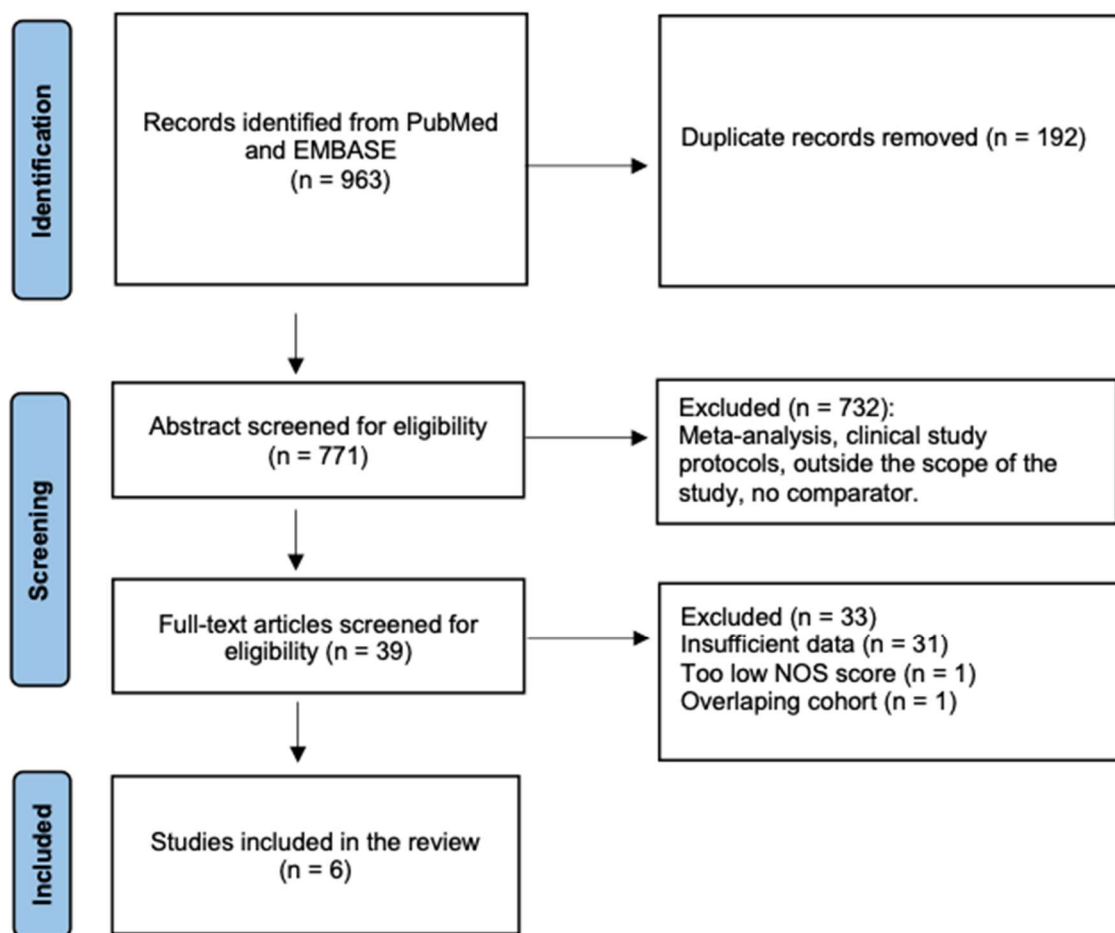 Identification
Records identified from PubMed
and EMBASE
(n = 963)
Duplicate records removed (n = 192)
Screening
Abstract screened for eligibility
(n = 771)
Excluded (n = 732):
Meta-analysis, clinical study
protocols, outside the scope of the
study, no comparator.
Full-text articles screened for
eligibility (n = 39)
Excluded (n = 33)
Insufficient data (n = 31)
Too low NOS score (n = 1)
Overlaping cohort (n = 1)
Included
Studies included in the review
(n = 6)